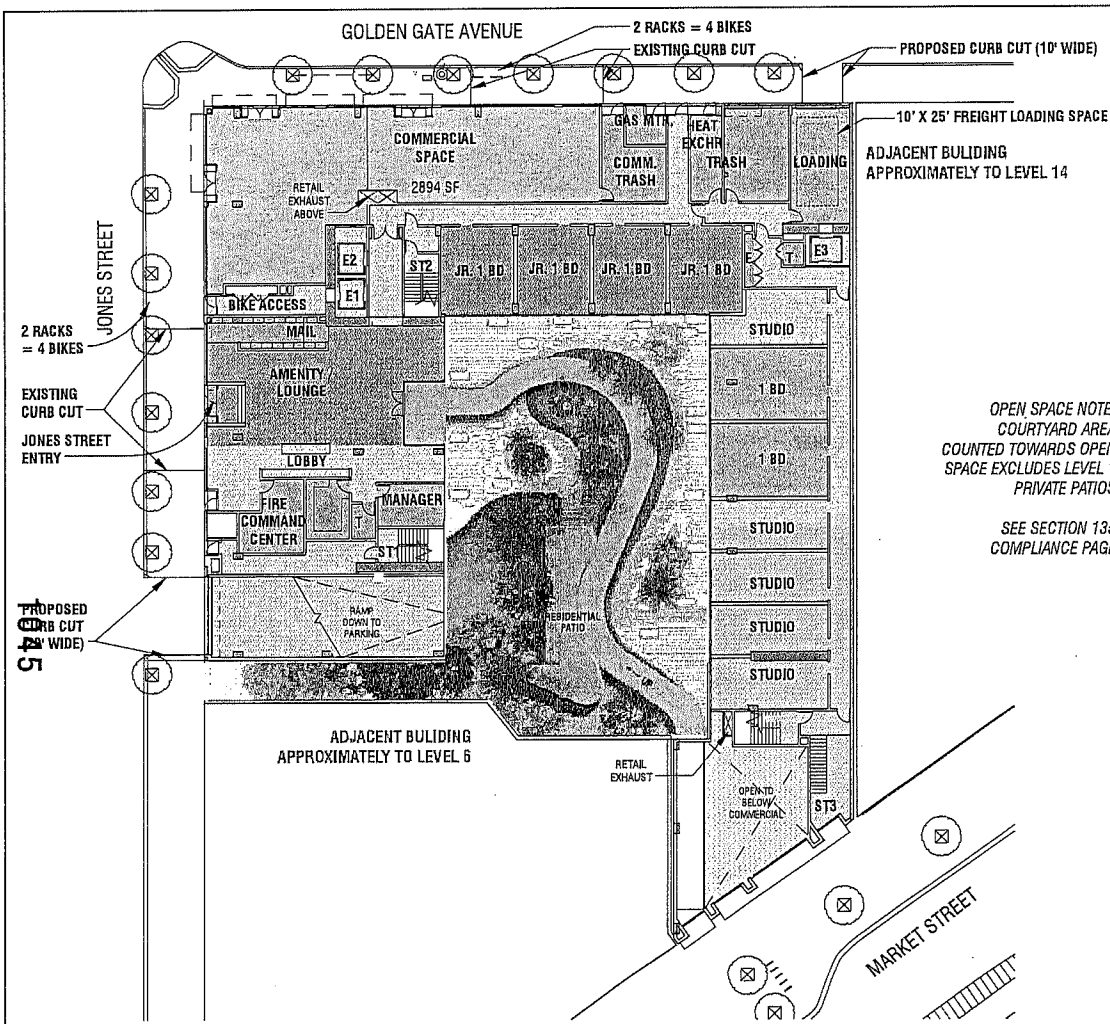 GOLDEN GATE AVENUE
2 RACKS = 4 BIKES
EXISTING CURB CUT
PROPOSED CURB CUT (10' WIDE)
10' X 25' FREIGHT LOADING SPACE
ADJACENT BULIDING
APPROXIMATELY TO LEVEL 14
COMMERCIAL
SPACE
2894 SF
RETAIL
EXHAUST
ABOVE
GAS MTR.
COMM.
TRASH
HEAT
EXCHR
TRASH
LOADING
E2
E1
ST2
JR. 1 BD
JR. 1 BD
JR. 1 BD
JR. 1 BD
E
T
E3
JONES STREET
BIKE ACCESS
MAIL
AMENITY/
LOUNGE
2 RACKS
= 4 BIKES
EXISTING
CURB CUT
JONES STREET
ENTRY
LOBBY
FIRE
COMMAND
CENTER
T
MANAGER
ST1
STUDIO
1 BD
1 BD
STUDIO
STUDIO
STUDIO
STUDIO
OPEN SPACE NOTE
COURTYARD AREA
COUNTED TOWARDS OPEN
SPACE EXCLUDES LEVEL
PRIVATE PATIOS
SEE SECTION 13
COMPLIANCE PAGE
PROPOSED
CURB CUT
WIDE)
1045
RAMP
DOWN TO
PARKING
RESIDENTIAL
PATIO
UP
ADJACENT BULIDING
APPROXIMATELY TO LEVEL 6
RETAIL
EXHAUST
OPEN TO
BELOW
COMMERCIAL
ST3
MARKET STREET